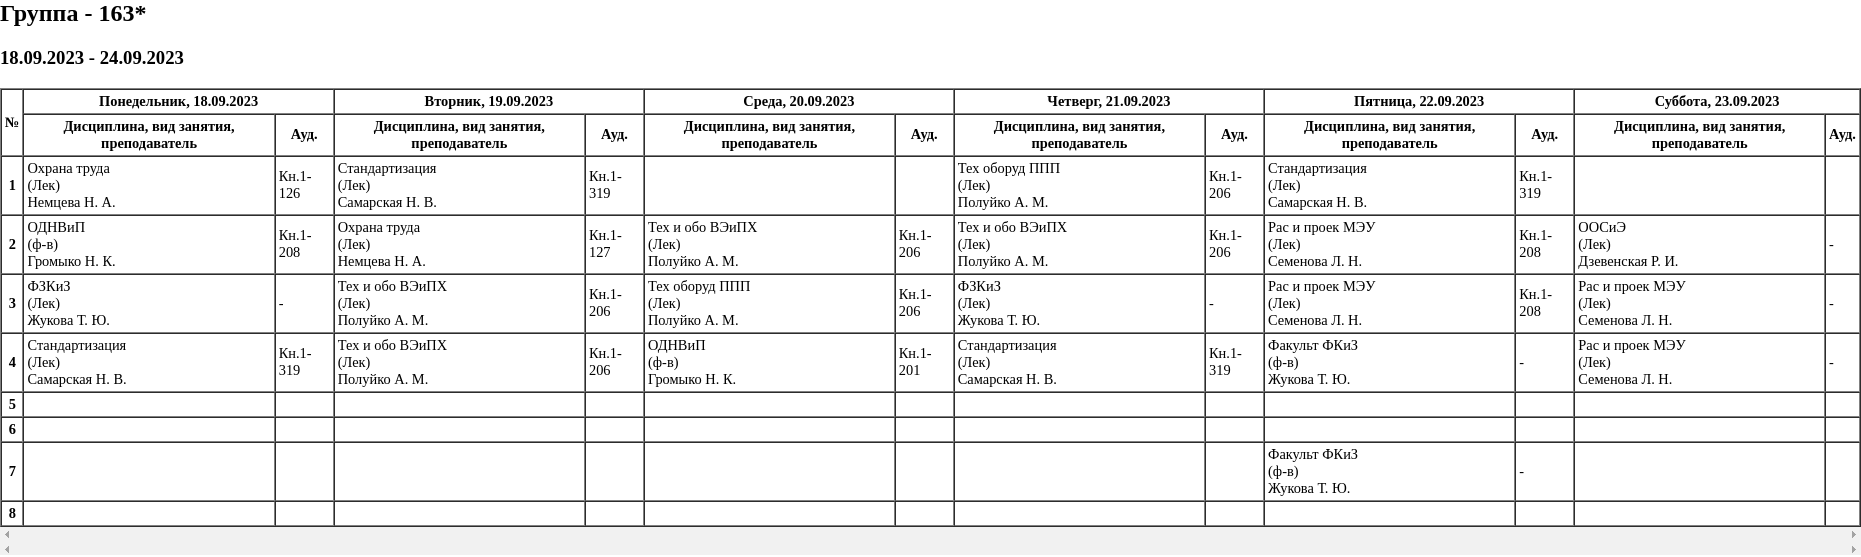 Группа - 163*
18.09.2023 - 24.09.2023
№ Понедельник, 18.09.2023 Вторник, 19.09.2023 Среда, 20.09.2023 Четверг, 21.09.2023 Пятница, 22.09.2023 Суббота, 23.09.2023
Дисциплина, вид занятия, преподаватель Ауд. Дисциплина, вид занятия, преподаватель Ауд. Дисциплина, вид занятия, преподаватель Ауд. Дисциплина, вид занятия, преподаватель Ауд. Дисциплина, вид занятия, преподаватель Ауд. Дисциплина, вид занятия, преподаватель Ауд.
1
Охрана труда
(Лек)
Немцева Н. А.
Кн.1-
126
Стандартизация
(Лек)
Самарская Н. В.
Кн.1-
319
Тех оборуд ППП
(Лек)
Полуйко А. М.
Кн.1-
206
Стандартизация
(Лек)
Самарская Н. В.
Кн.1-
319
2
ОДНВиП
(ф-в)
Громыко Н. К.
Кн.1-
208
Охрана труда
(Лек)
Немцева Н. А.
Кн.1-
127
Тех и обо ВЭиПХ
(Лек)
Полуйко А. М.
Кн.1-
206
Тех и обо ВЭиПХ
(Лек)
Полуйко А. М.
Кн.1-
206
Рас и проек МЭУ
(Лек)
Семенова Л. Н.
Кн.1-
208
ООСиЭ
(Лек)
Дзевенская Р. И.
-
3
ФЗКиЗ
(Лек)
Жукова Т. Ю.
-
Тех и обо ВЭиПХ
(Лек)
Полуйко А. М.
Кн.1-
206
Тех оборуд ППП
(Лек)
Полуйко А. М.
Кн.1-
206
ФЗКиЗ
(Лек)
Жукова Т. Ю.
-
Рас и проек МЭУ
(Лек)
Семенова Л. Н.
Кн.1-
208
Рас и проек МЭУ
(Лек)
Семенова Л. Н.
-
4
Стандартизация
(Лек)
Самарская Н. В.
Кн.1-
319
Тех и обо ВЭиПХ
(Лек)
Полуйко А. М.
Кн.1-
206
ОДНВиП
(ф-в)
Громыко Н. К.
Кн.1-
201
Стандартизация
(Лек)
Самарская Н. В.
Кн.1-
319
Факульт ФКиЗ
(ф-в)
Жукова Т. Ю.
-
Рас и проек МЭУ
(Лек)
Семенова Л. Н.
-
5
6
7
Факульт ФКиЗ
(ф-в)
Жукова Т. Ю.
-
8